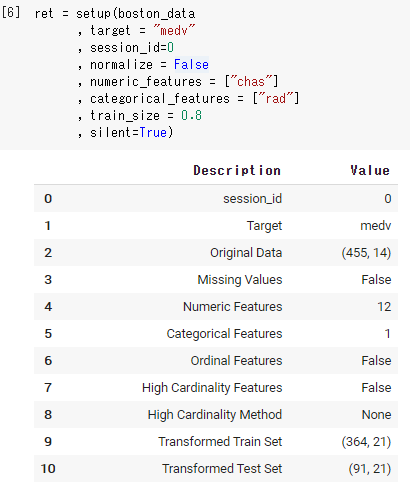 [6] ret = setup(boston_data
, target = "medv"
, session_id=0
, normalize = False
, numeric_features = ["chas"]
, categorical_features = ["rad"]
, train_size = 0.8
, silent=True)
Description Value
0 session_id 0
1 Target medv
2 Original Data (455, 14)
3 Missing Values False
4 Numeric Features 12
5 Categorical Features 1
6 Ordinal Features False
7 High Cardinality Features False
8 High Cardinality Method None
9 Transformed Train Set (364, 21)
10 Transformed Test Set (91, 21)